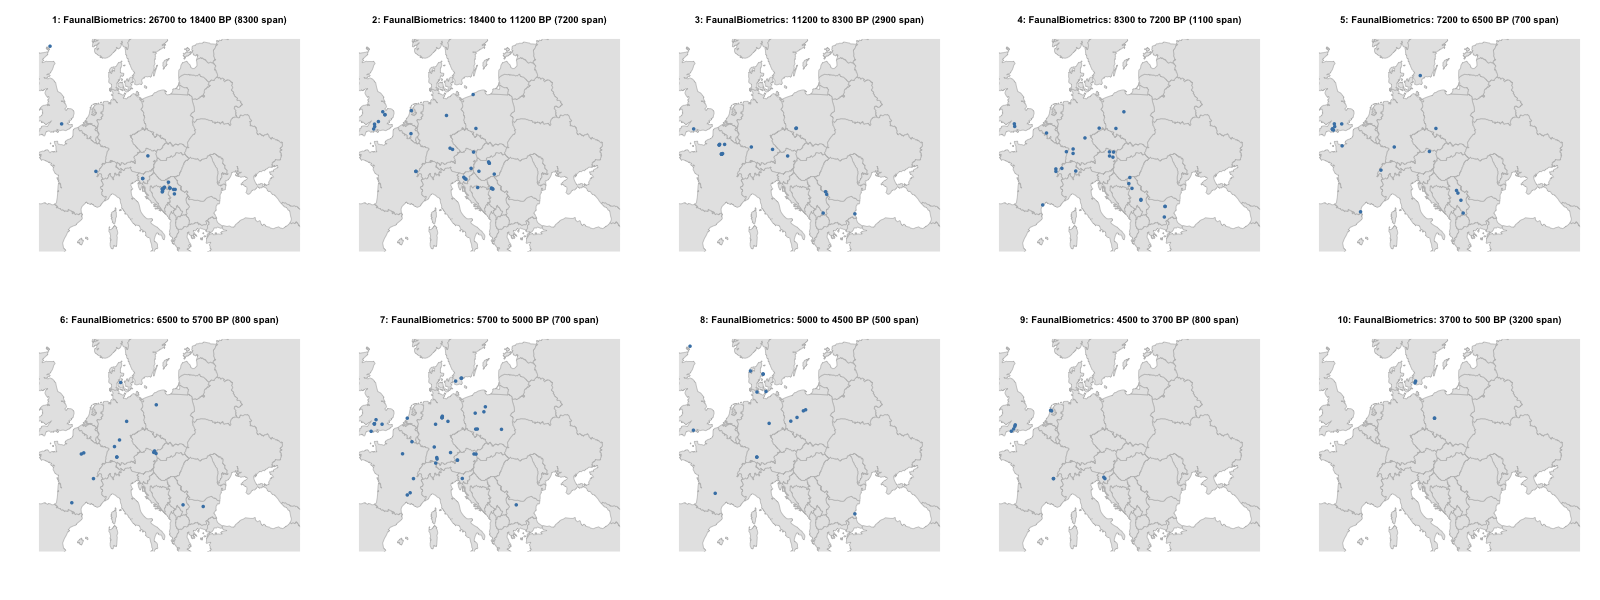 1: FaunalBiometrics: 26700 to 18400 BP (8300 span)
2: FaunalBiometrics: 18400 to 11200 BP (7200 span)
3: FaunalBiometrics: 11200 to 8300 BP (2900 span)
4: FaunalBiometrics: 8300 to 7200 BP (1100 span)
5: FaunalBiometrics: 7200 to 6500 BP (700 span)
6: FaunalBiometrics: 6500 to 5700 BP (800 span)
7: FaunalBiometrics: 5700 to 5000 BP (700 span)
8: FaunalBiometrics: 5000 to 4500 BP (500 span)
9: FaunalBiometrics: 4500 to 3700 BP (800 span)
10: FaunalBiometrics: 3700 to 500 BP (3200 span)